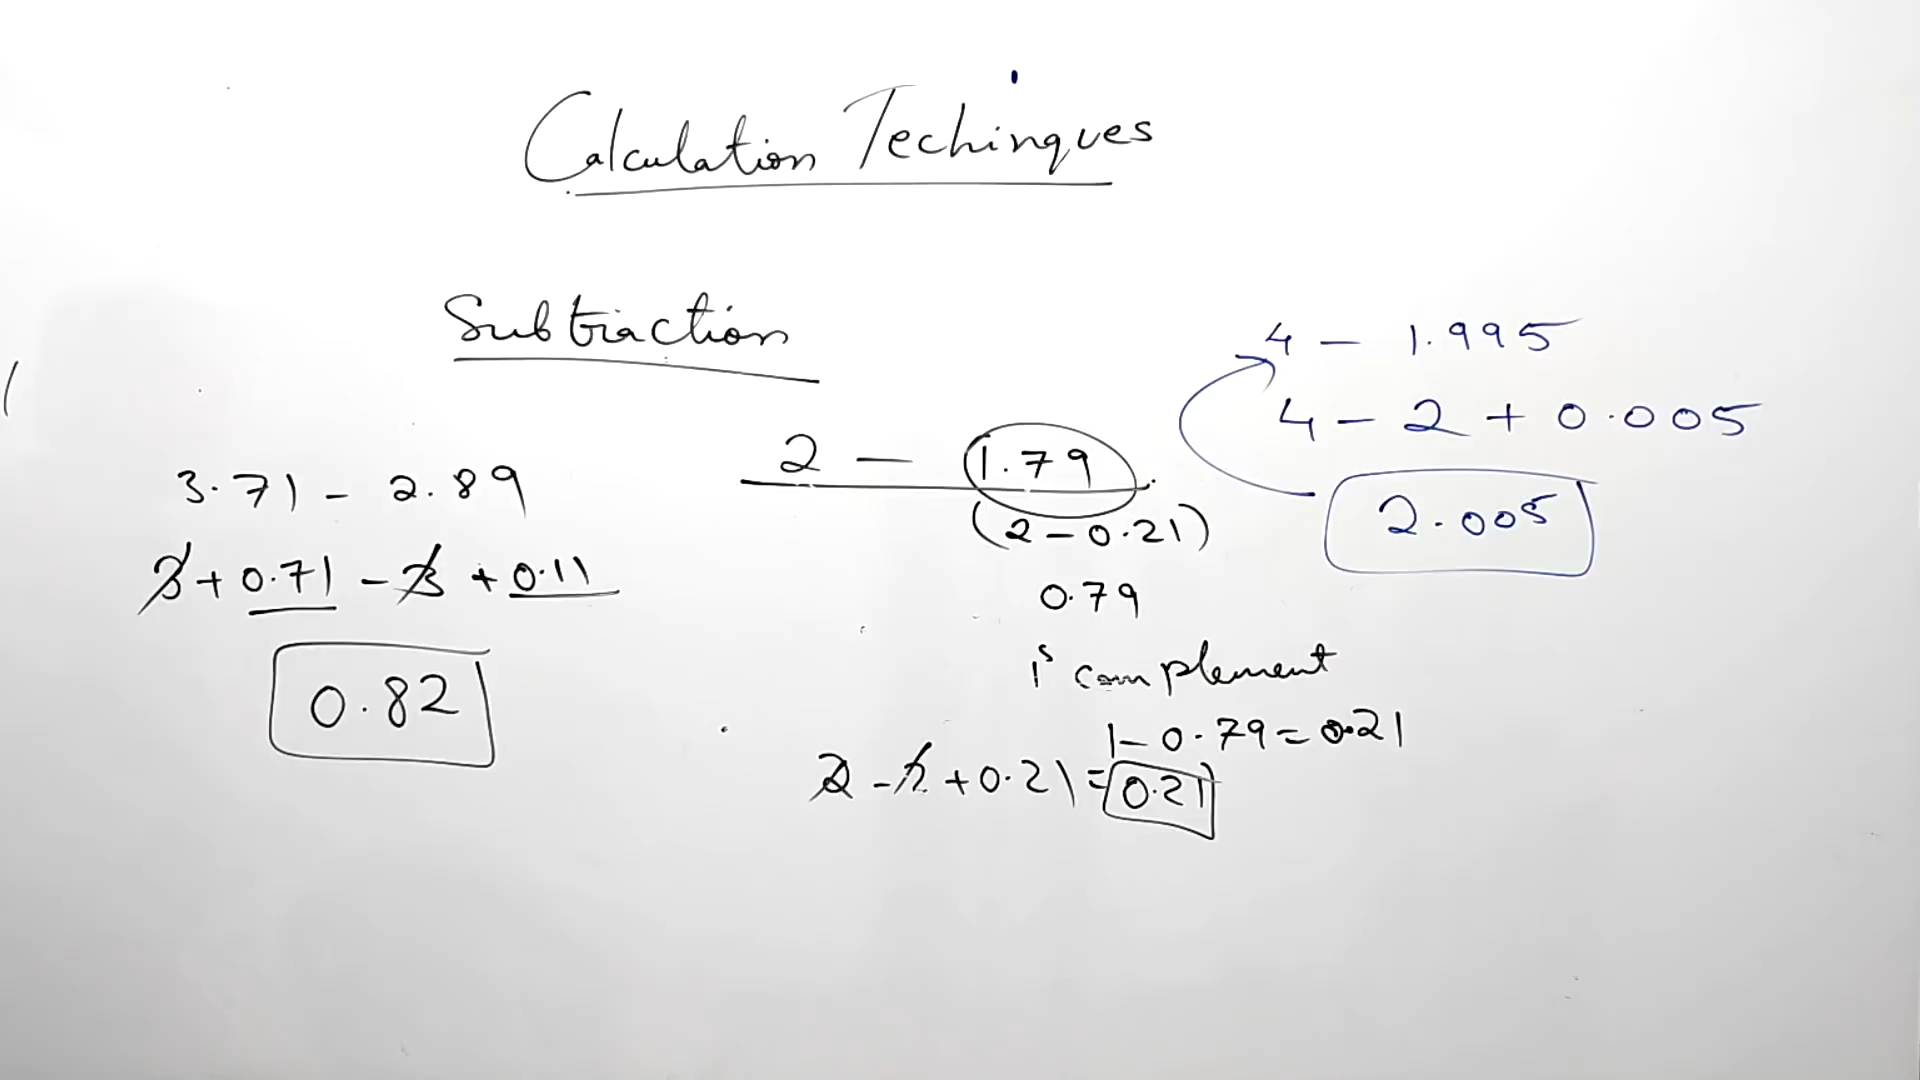 Calculation Techinques
Subtraction
3.71 - 2.89
3 + 0.71 - 3 + 0.11
0.82
2 - 1.79
(2 - 0.21)
0.79
1's complement
1 - 0.79 = 0.21
2 - 2 + 0.21 = 0.21
4 - 1.995
4 - 2 + 0.005
2.005